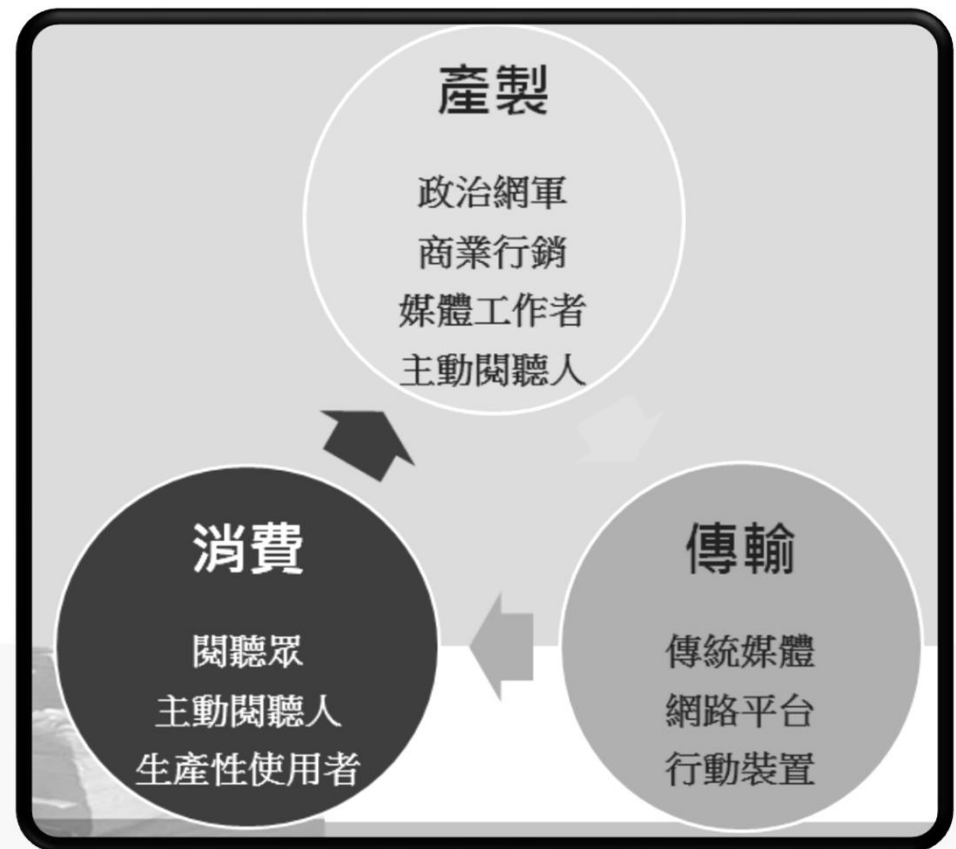 產製
政治網軍
商業行銷
媒體工作者
主動閱聽人
消費
閱聽眾
主動閱聽人
生產性使用者
傳輸
傳統媒體
網路平台
行動裝置